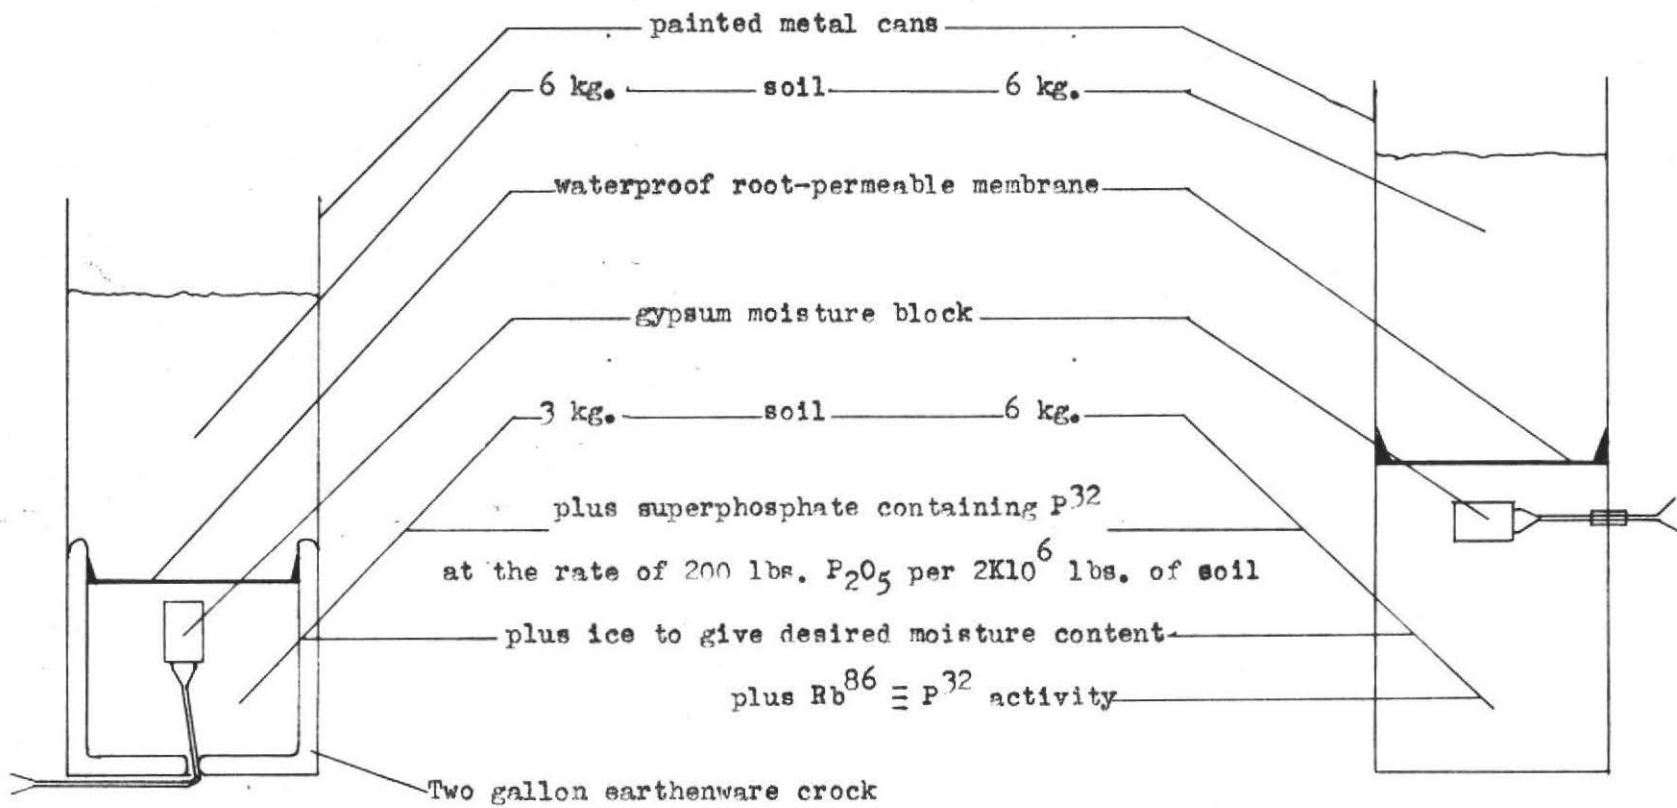 painted metal cans
6 kg. soil 6 kg.
waterproof root-permeable membrane
gypsum moisture block
3 kg. soil 6 kg.
plus superphosphate containing P³²
at the rate of 200 lbs. P₂O₅ per 2K10⁶ lbs. of soil
plus ice to give desired moisture content
plus Rb⁸⁶ ≡ P³² activity
Two gallon earthenware crock